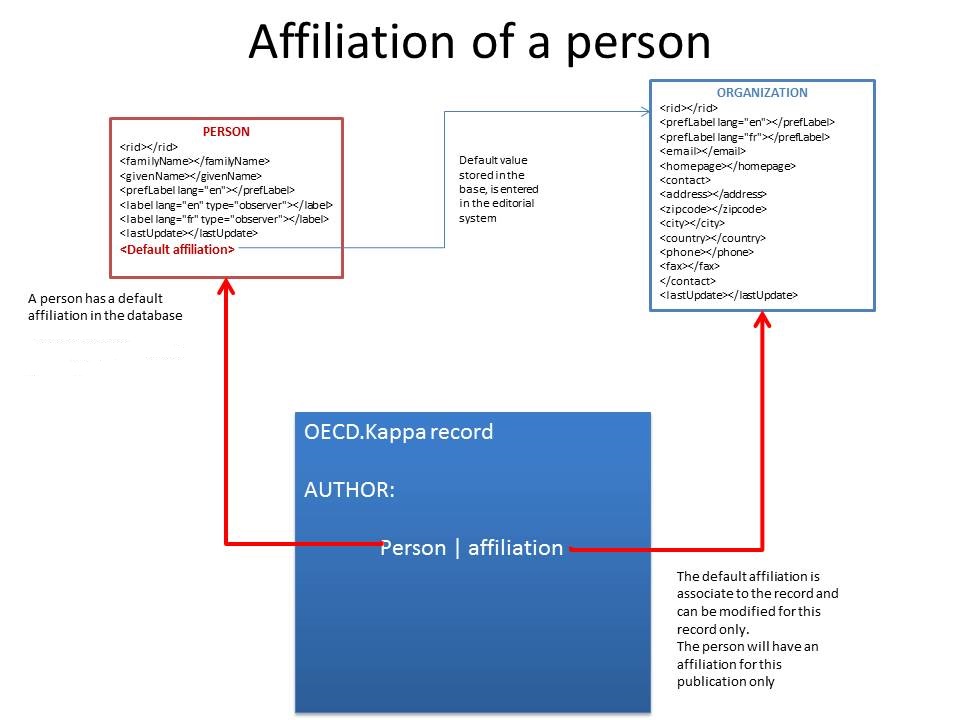 Affiliation of a person
PERSON
<rid></rid>
<familyName></familyName>
<givenName></givenName>
<prefLabel lang="en"></prefLabel>
<label lang="en" type="observer"></label>
<label lang="fr" type="observer"></label>
<lastUpdate></lastUpdate>
<Default affiliation>
Default value
stored in the
base, is entered
in the editorial
system
ORGANIZATION
<rid></rid>
<prefLabel lang="en"></prefLabel>
<prefLabel lang="fr"></prefLabel>
<email></email>
<homepage></homepage>
<contact>
<address></address>
<zipcode></zipcode>
<city></city>
<country></country>
<phone></phone>
<fax></fax>
</contact>
<lastUpdate></lastUpdate>
A person has a default
affiliation in the database
OECD.Kappa record
AUTHOR:
Person | affiliation
The default affiliation is
associate to the record and
can be modified for this
record only.
The person will have an
affiliation for this
publication only